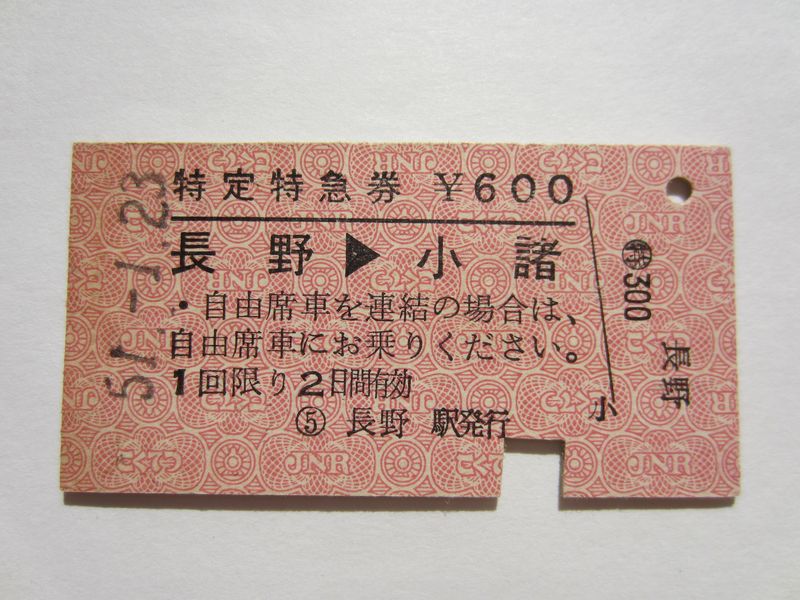 51.-1.23
特定特急券 ¥600
長野▶小諸
・自由席車を連結の場合は、
自由席車にお乗りください。
1回限り2日間有効
⑤ 長野 駅発行
小
㊕300
長野
JNR